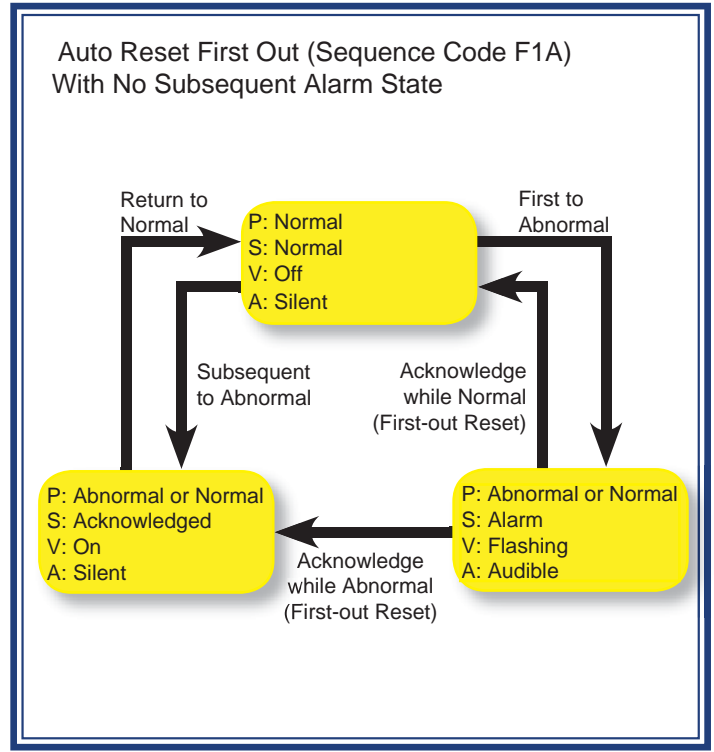 Auto Reset First Out (Sequence Code F1A)
With No Subsequent Alarm State
Return to
Normal
First to
Abnormal
P: Normal
S: Normal
V: Off
A: Silent
Subsequent
to Abnormal
Acknowledge
while Normal
(First-out Reset)
P: Abnormal or Normal
S: Acknowledged
V: On
A: Silent
Acknowledge
while Abnormal
(First-out Reset)
P: Abnormal or Normal
S: Alarm
V: Flashing
A: Audible